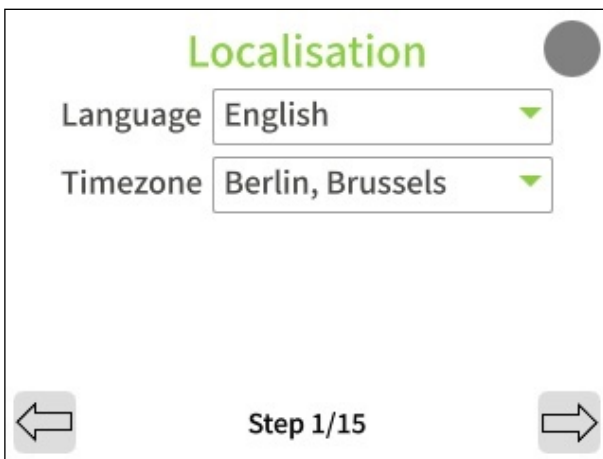 Localisation
Language English
Timezone Berlin, Brussels
Step 1/15